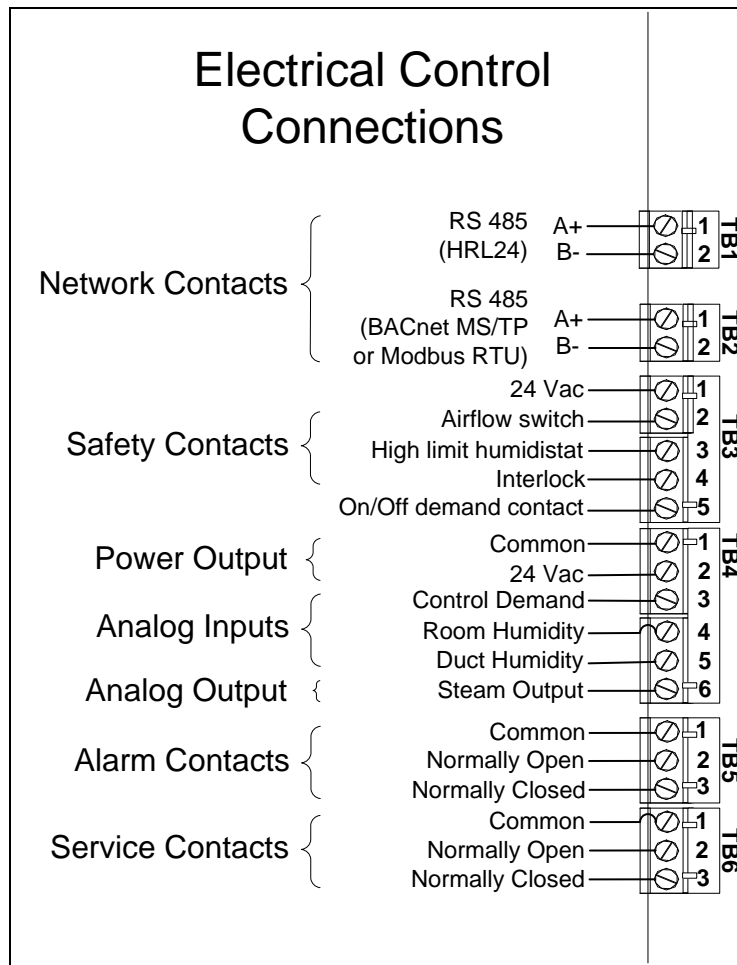 Electrical Control
Connections
Network Contacts
RS 485
(HRL24)
A+
B-
1
2
TB1
RS 485
(BACnet MS/TP
or Modbus RTU)
A+
B-
1
2
TB2
Safety Contacts
24 Vac
1
Airflow switch
2
High limit humidistat
3
Interlock
4
On/Off demand contact
5
TB3
Power Output
Common
1
24 Vac
2
Analog Inputs
Control Demand
3
Room Humidity
4
Duct Humidity
5
Analog Output
Steam Output
6
TB4
Alarm Contacts
Common
1
Normally Open
2
Normally Closed
3
TB5
Service Contacts
Common
1
Normally Open
2
Normally Closed
3
TB6